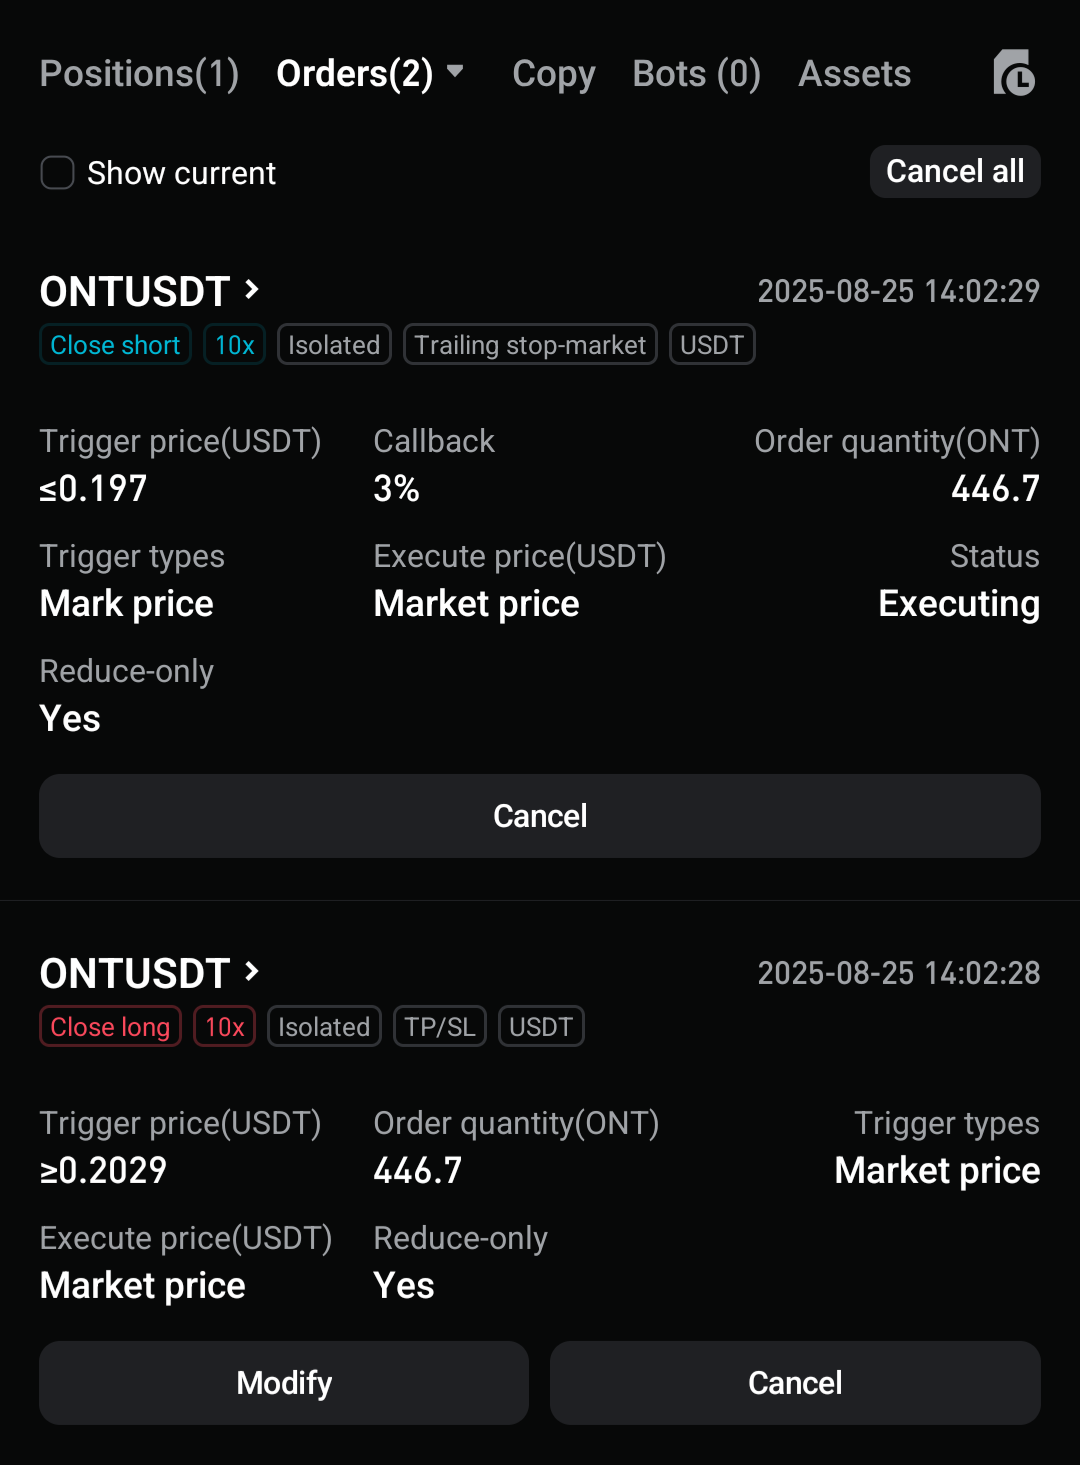 Positions(1) Orders(2) Copy Bots (0) Assets
Show current Cancel all
ONTUSDT 2025-08-25 14:02:29
Close short 10x Isolated Trailing stop-market USDT
Trigger price(USDT) Callback Order quantity(ONT)
≤0.197 3% 446.7
Trigger types Execute price(USDT) Status
Mark price Market price Executing
Reduce-only
Yes
Cancel
ONTUSDT 2025-08-25 14:02:28
Close long 10x Isolated TP/SL USDT
Trigger price(USDT) Order quantity(ONT) Trigger types
≥0.2029 446.7 Market price
Execute price(USDT) Reduce-only
Market price Yes
Modify Cancel